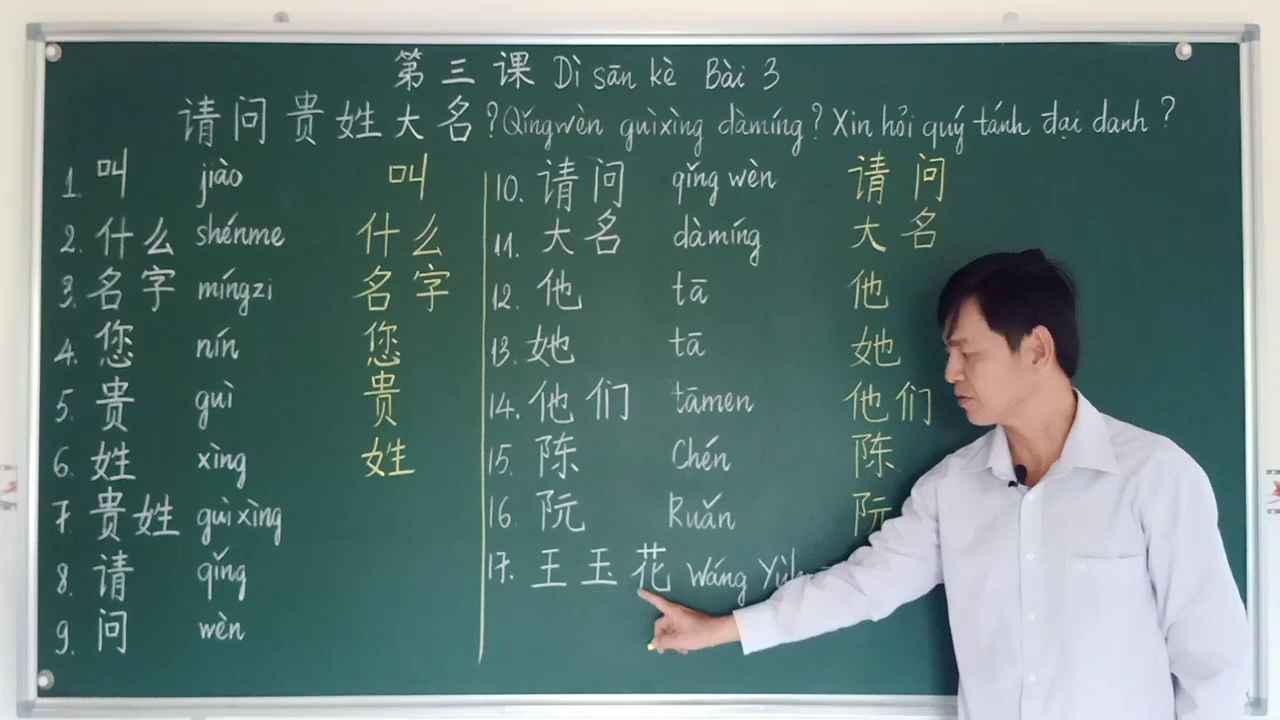 第三课 Dì sān kè Bài 3
请问贵姓大名? Qǐngwèn guìxìng dàmíng? Xin hỏi quý tánh đại danh?
1. 叫 jiào 叫
2. 什么 shénme 什么
3. 名字 míngzi 名字
4. 您 nín 您
5. 贵 guì 贵
6. 姓 xìng 姓
7. 贵姓 guìxìng
8. 请 qǐng
9. 问 wèn
10. 请问 qǐng wèn 请问
11. 大名 dàmíng 大名
12. 他 tā 他
13. 她 tā 她
14. 他们 tāmen 他们
15. 陈 Chén 陈
16. 阮 Ruǎn 阮
17. 王玉花 Wáng